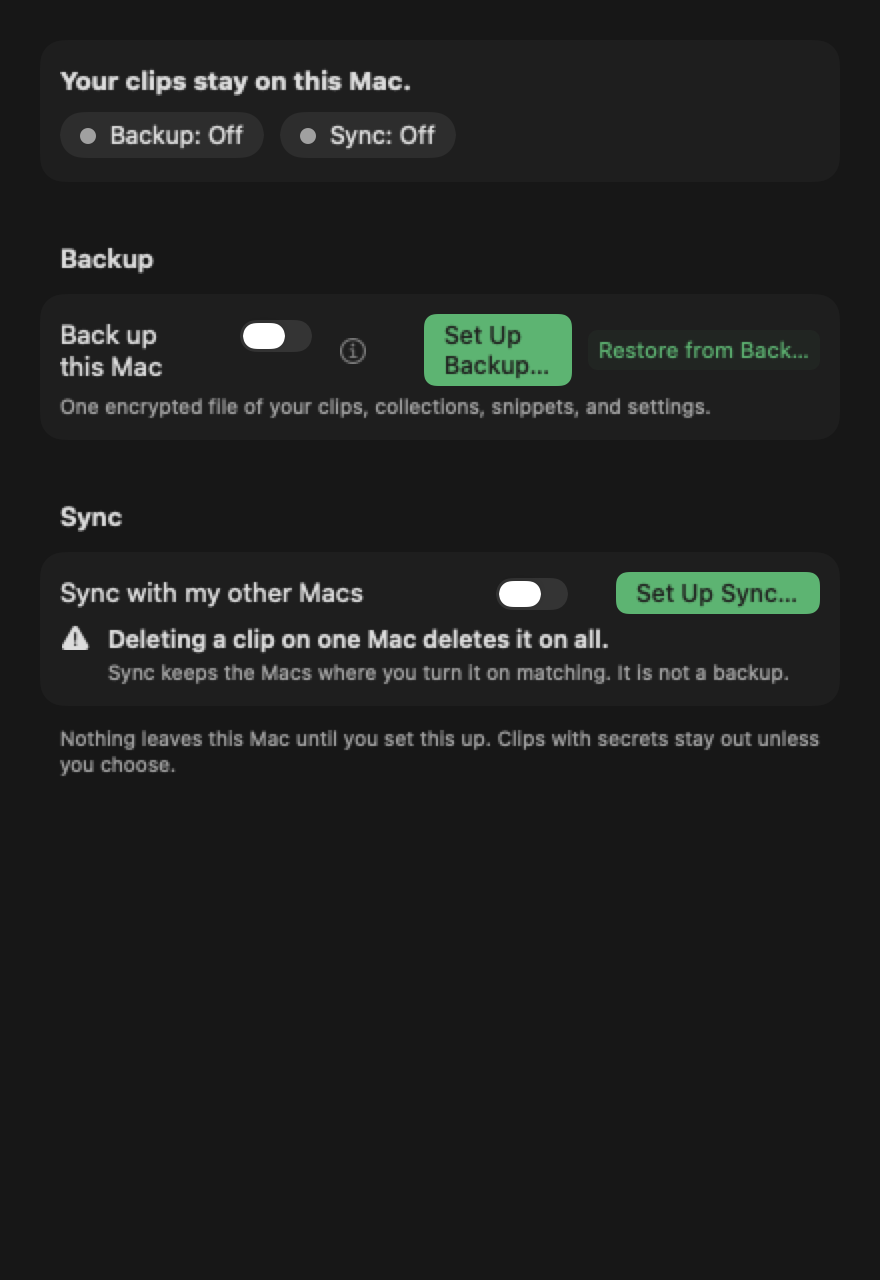 Your clips stay on this Mac.
Backup: Off
Sync: Off
Backup
Back up
this Mac
Set Up
Backup...
Restore from Back...
One encrypted file of your clips, collections, snippets, and settings.
Sync
Sync with my other Macs
Set Up Sync...
Deleting a clip on one Mac deletes it on all.
Sync keeps the Macs where you turn it on matching. It is not a backup.
Nothing leaves this Mac until you set this up. Clips with secrets stay out unless
you choose.